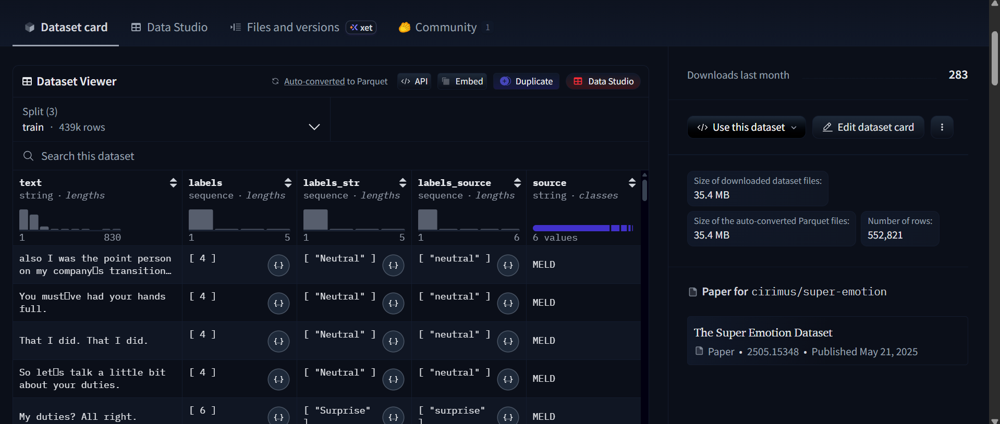 Dataset card
Data Studio
Files and versions
xet
Community 1
Dataset Viewer
Auto-converted to Parquet
API
Embed
Duplicate
Data Studio
Split (3)
train · 439k rows
Search this dataset
text
string · lengths
1 830
labels
sequence · lengths
1 5
labels_str
sequence · lengths
1 5
labels_source
sequence · lengths
1 6
source
string · classes
6 values
also I was the point person
on my company□s transition…
[ 4 ]
{..}
[ "Neutral" ]
{..}
[ "neutral" ]
{..}
MELD
You must□ve had your hands
full.
[ 4 ]
{..}
[ "Neutral" ]
{..}
[ "neutral" ]
{..}
MELD
That I did. That I did.
[ 4 ]
{..}
[ "Neutral" ]
{..}
[ "neutral" ]
{..}
MELD
So let□s talk a little bit
about your duties.
[ 4 ]
{..}
[ "Neutral" ]
{..}
[ "neutral" ]
{..}
MELD
My duties? All right.
[ 6 ]
{..}
[ "Surprise"
]
{..}
[ "surprise"
]
{..}
MELD
Downloads last month
283
Use this dataset
Edit dataset card
Size of downloaded dataset files:
35.4 MB
Size of the auto-converted Parquet files:
35.4 MB
Number of rows:
552,821
Paper for cirimus/super-emotion
The Super Emotion Dataset
Paper • 2505.15348 • Published May 21, 2025